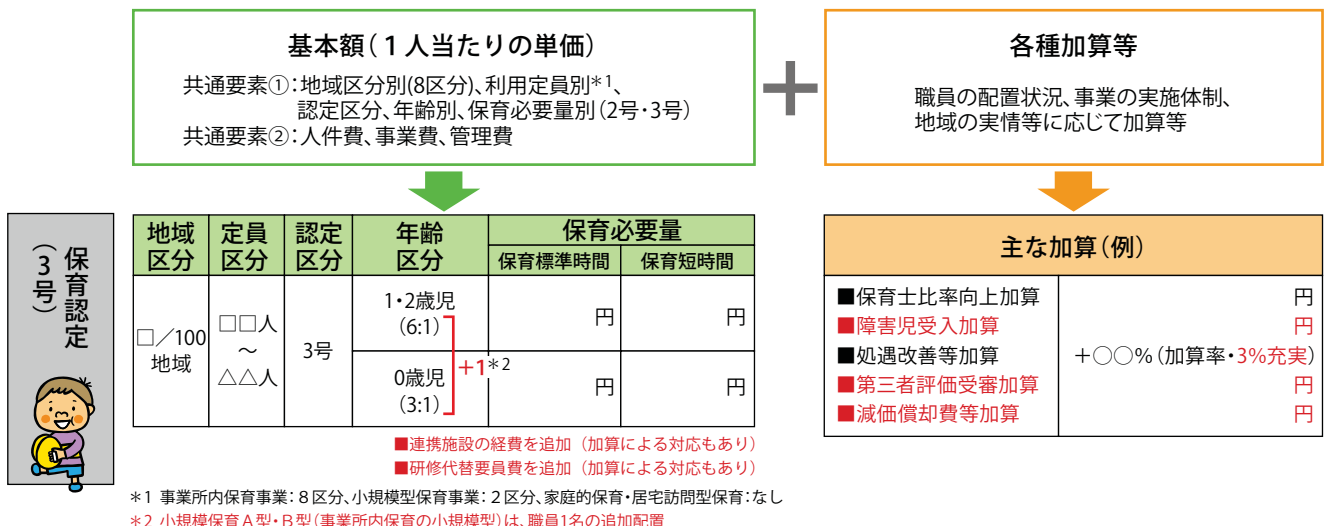 基本額（１人当たりの単価）
共通要素①：地域区分別(8区分)、利用定員別＊1、
認定区分、年齢別、保育必要量別（2号・3号）
共通要素②：人件費、事業費、管理費
＋
各種加算等
職員の配置状況、事業の実施体制、
地域の実情等に応じて加算等
保育認定
（3号）
地域区分 定員区分 認定区分 年齢区分 保育必要量
保育標準時間 保育短時間
□／100地域 □□人～△△人 3号
1・2歳児（6:1） 円 円
+1＊2
0歳児（3:1） 円 円
■連携施設の経費を追加（加算による対応もあり）
■研修代替要員費を追加（加算による対応もあり）
主な加算（例）
■保育士比率向上加算 円
■障害児受入加算 円
■処遇改善等加算 ＋○○％（加算率・3％充実）
■第三者評価受審加算 円
■減価償却費等加算 円
＊1 事業所内保育事業：８区分、小規模型保育事業：２区分、家庭的保育・居宅訪問型保育：なし
＊2 小規模保育Ａ型・Ｂ型（事業所内保育の小規模型）は、職員1名の追加配置